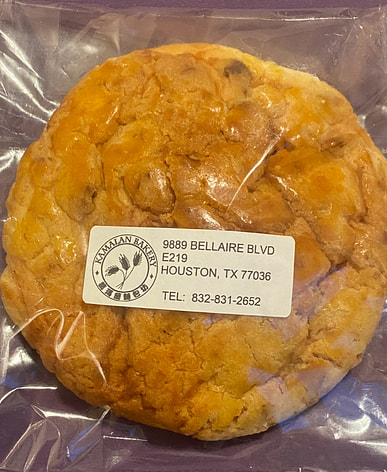 KAMALAN BAKERY
9889 BELLAIRE BLVD
E219
HOUSTON, TX 77036
TEL: 832-831-2652